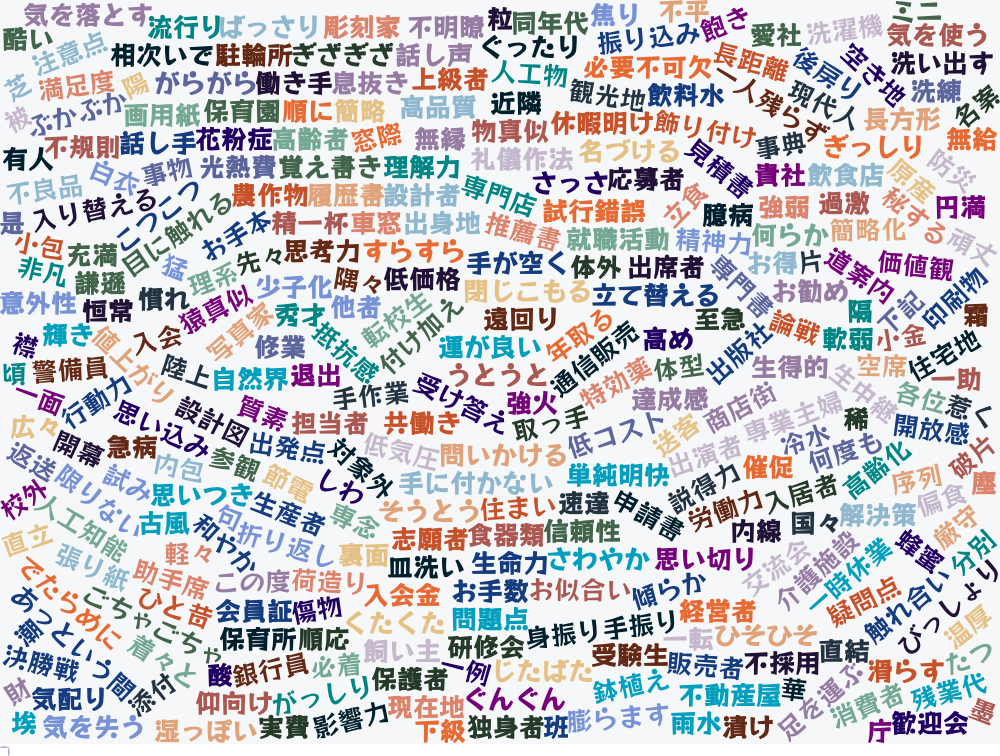 気を落とす 流行り ばっさり 彫刻家 不明瞭 粒 同年代 焦り 不平 飽き 愛社 洗濯機 ミニ 気を使う
酷い 注意点 相次いで 駐輪所 ぎざぎざ 話し声 ぐったり 振り込み 長距離 後戻り 空き地 洗い出す
芝 満足度 隔 がらがら 働き手 息抜き 上級者 人工物 必要不可欠 一人残らず 現代人 洗練 名案
被 ぶかぶか 画用紙 保育園 順に 簡略 高品質 近隣 観光地 飲料水 長方形
有人 不規則 話し手 花粉症 高齢者 窓際 無縁 物真似 休暇明け 飾り付け 事典 ぎっしり 無給
不良品 白衣 事物 光熱費 覚え書き 理解力 礼儀作法 名づける 見積書 貴社 飲食店 原産 防災
是 入り替える こつこつ 目に触れる 農作物 履歴書 設計者 専門店 さっさ 応募者 立食 臆病 強弱 過激 秘する 円満
小包 充満 お手本 精一杯 車窓 出身地 推薦書 試行錯誤 就職活動 精神力 何らか 簡略化 頑丈
非凡 謙遜 猛 理系 先々 思考力 すらすら 手が空く 体外 出席者 専門書 お得 片 道案内 価値観
意外性 恒常 慣れ 猿真似 少子化 隅々 低価格 閉じこもる 立て替える お勧め 隔 下記 印刷物
襟 輝き 値上がり 入会 写真家 秀才 他者 抵抗感 転校生 付け加え 遠回り 年取る 通信販売 至急 論戦 軟弱 小金 霜
頃 警備員 陸上 修業 運が良い 高め 出版社 生得的 空席 住宅地
一面 行動力 自然界 退出 手作業 受け答え うとうと 強火 特効薬 体型 達成感 生中継 各位 一助
広々 思い込み 設計図 質素 担当者 共働き 取っ手 低コスト 送客 商店街 専業主婦 稀 惹く
返送 開幕 急病 内包 参観 出発点 対象外 低気圧 問いかける 出演者 冷水 何度も 開放感 破片
校外 限りない 試み 思いつき 節電 しわ 手に付かない 単純明快 説得力 催促 高齢化 序列 塵
人工知能 古風 句 生産者 専念 そうとう 住まい 速達 申請書 労働力 入居者 解決策 偏食
直立 張り紙 和やか 折り返し 裏面 志願者 食器類 信頼性 内線 国々 厳守
でたらめに 軽々 助手席 この度 荷造り 血洗い 生命力 さわやか 思い切り 交流会 介護施設 一時休業 蜂蜜 分別
あっという間 ごちゃごちゃ ひと昔 会員証 傷物 入会金 お手数 お似合い 傾らか 経営者 疑問点 触れ合い びっしょり
決勝戦 着々と 保育所 順応 くたくた 問題点 身振り手振り 一転 ひそひそ 直結 温厚
財 気配り 添付 酸 銀行員 必着 飼い主 保護者 研修会 一例 じたばた 受験生 販売者 不採用 滑らす たつ
埃 気を失う 湿っぽい 仰向け 実費 がっしり 影響力 現在地 下級 ぐんぐん 独身者 班 鉢植え 膨らます 不動産屋 雨水 華 漬け 足を運ぶ 消費者 庁 歓迎会 残業代 墨